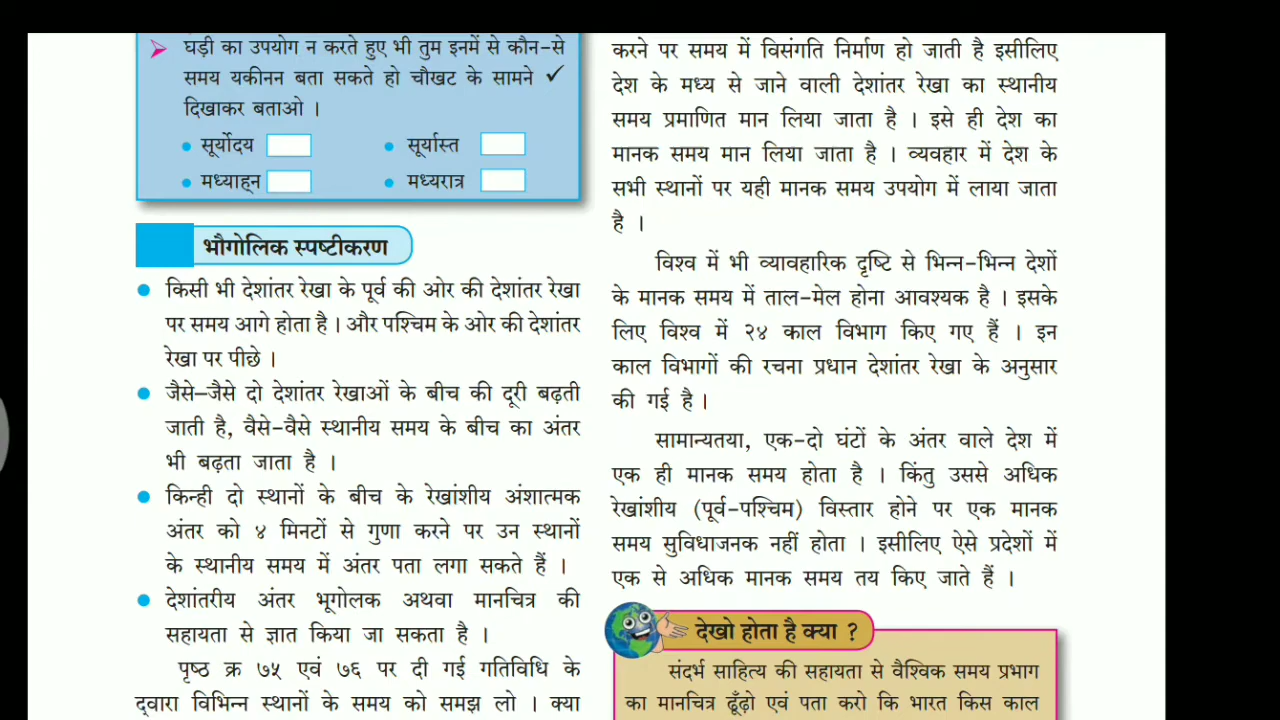 घड़ी का उपयोग न करते हुए भी तुम इनमें से कौन-से
समय यकीनन बता सकते हो चौखट के सामने ✓
दिखाकर बताओ ।
• सूर्योदय
• सूर्यास्त
• मध्याह्न
• मध्यरात्र
भौगोलिक स्पष्टीकरण
• किसी भी देशांतर रेखा के पूर्व की ओर की देशांतर रेखा
पर समय आगे होता है। और पश्चिम के ओर की देशांतर
रेखा पर पीछे ।
• जैसे–जैसे दो देशांतर रेखाओं के बीच की दूरी बढ़ती
जाती है, वैसे-वैसे स्थानीय समय के बीच का अंतर
भी बढ़ता जाता है ।
• किन्ही दो स्थानों के बीच के रेखांशीय अंशात्मक
अंतर को ४ मिनटों से गुणा करने पर उन स्थानों
के स्थानीय समय में अंतर पता लगा सकते हैं ।
• देशांतरीय अंतर भूगोलक अथवा मानचित्र की
सहायता से ज्ञात किया जा सकता है ।
पृष्ठ क्र ७५ एवं ७६ पर दी गई गतिविधि के
द्वारा विभिन्न स्थानों के समय को समझ लो । क्या
करने पर समय में विसंगति निर्माण हो जाती है इसीलिए
देश के मध्य से जाने वाली देशांतर रेखा का स्थानीय
समय प्रमाणित मान लिया जाता है । इसे ही देश का
मानक समय मान लिया जाता है । व्यवहार में देश के
सभी स्थानों पर यही मानक समय उपयोग में लाया जाता
है ।
विश्व में भी व्यावहारिक दृष्टि से भिन्न-भिन्न देशों
के मानक समय में ताल-मेल होना आवश्यक है । इसके
लिए विश्व में २४ काल विभाग किए गए हैं । इन
काल विभागों की रचना प्रधान देशांतर रेखा के अनुसार
की गई है ।
सामान्यतया, एक-दो घंटों के अंतर वाले देश में
एक ही मानक समय होता है । किंतु उससे अधिक
रेखांशीय (पूर्व-पश्चिम) विस्तार होने पर एक मानक
समय सुविधाजनक नहीं होता । इसीलिए ऐसे प्रदेशों में
एक से अधिक मानक समय तय किए जाते हैं ।
देखो होता है क्या ?
संदर्भ साहित्य की सहायता से वैश्विक समय प्रभाग
का मानचित्र ढूँढ़ो एवं पता करो कि भारत किस काल